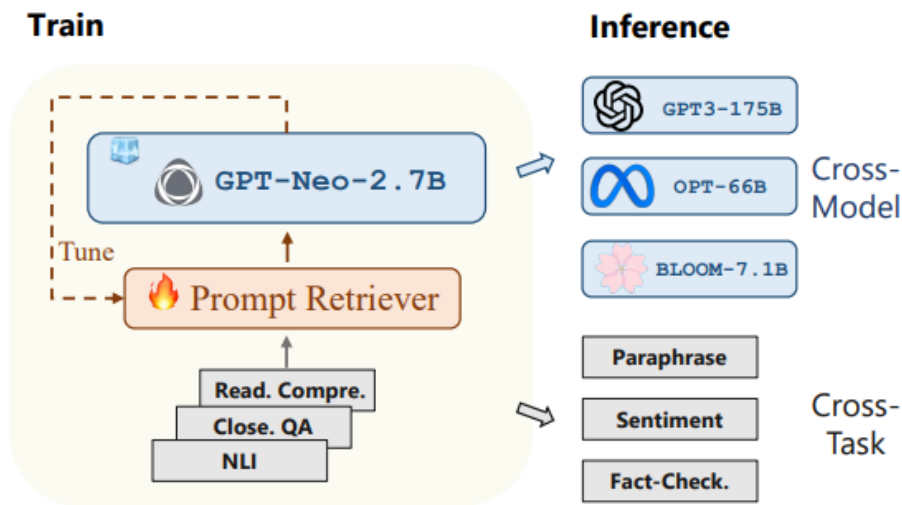 Train
GPT-Neo-2.7B
Tune
Prompt Retriever
Read. Compre.
Close. QA
NLI
Inference
GPT3-175B
OPT-66B
BLOOM-7.1B
Cross-
Model
Paraphrase
Sentiment
Fact-Check.
Cross-
Task